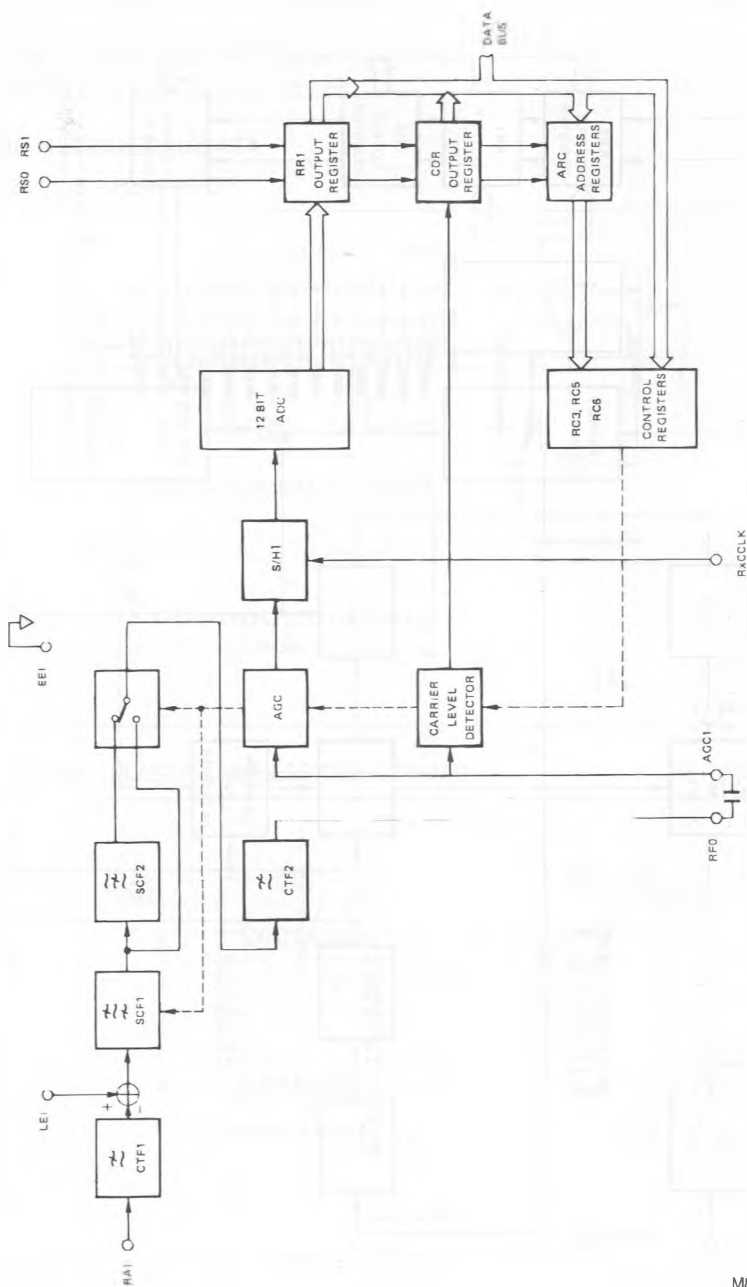 RAI
CTF1
LEI
+
-
SCF1
SCF2
EEI
CTF2
AGC
S/H1
12 BIT
ADC
CARRIER
LEVEL
DETECTOR
RFO
AGC1
RxCCLK
RS0
RS1
RR1
OUTPUT
REGISTER
CDR
OUTPUT
REGISTER
ARC
ADDRESS
REGISTERS
RC3, RC5
RC6
CONTROL
REGISTERS
DATA
BUS